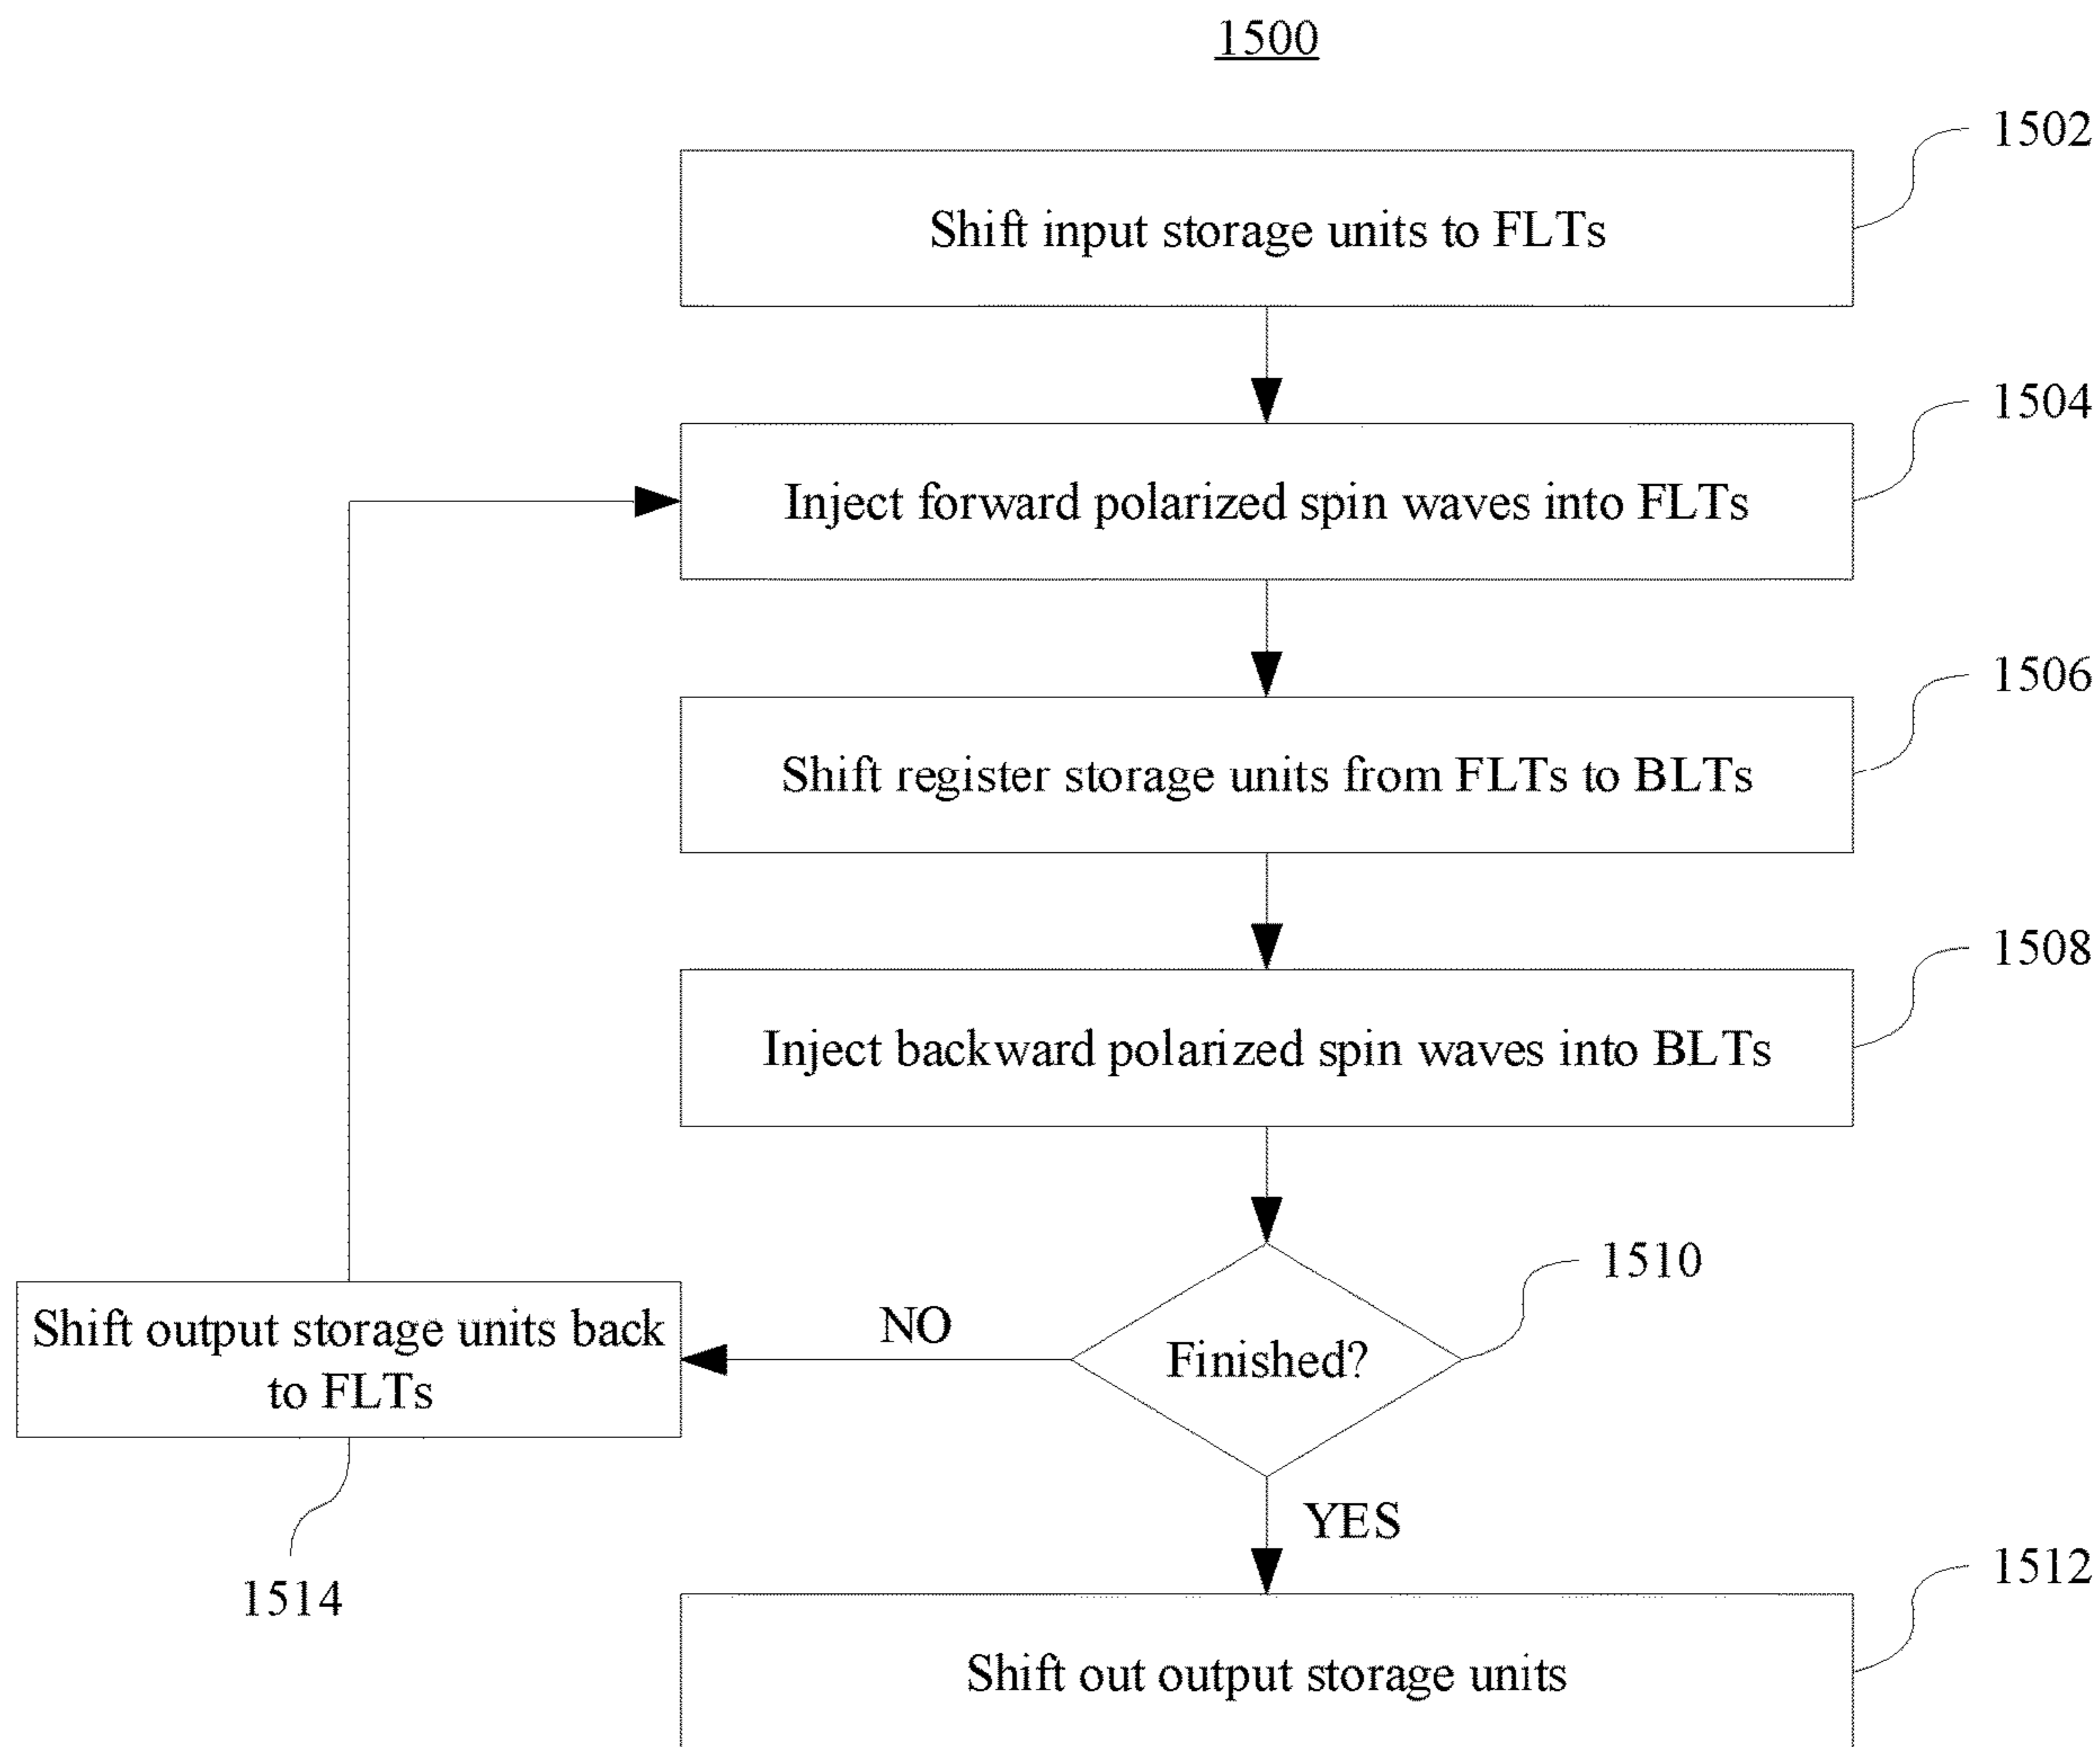 1500
1502
Shift input storage units to FLTs
1504
Inject forward polarized spin waves into FLTs
1506
Shift register storage units from FLTs to BLTs
1508
Inject backward polarized spin waves into BLTs
1510
Finished?
NO
Shift output storage units back
to FLTs
1514
YES
1512
Shift out output storage units